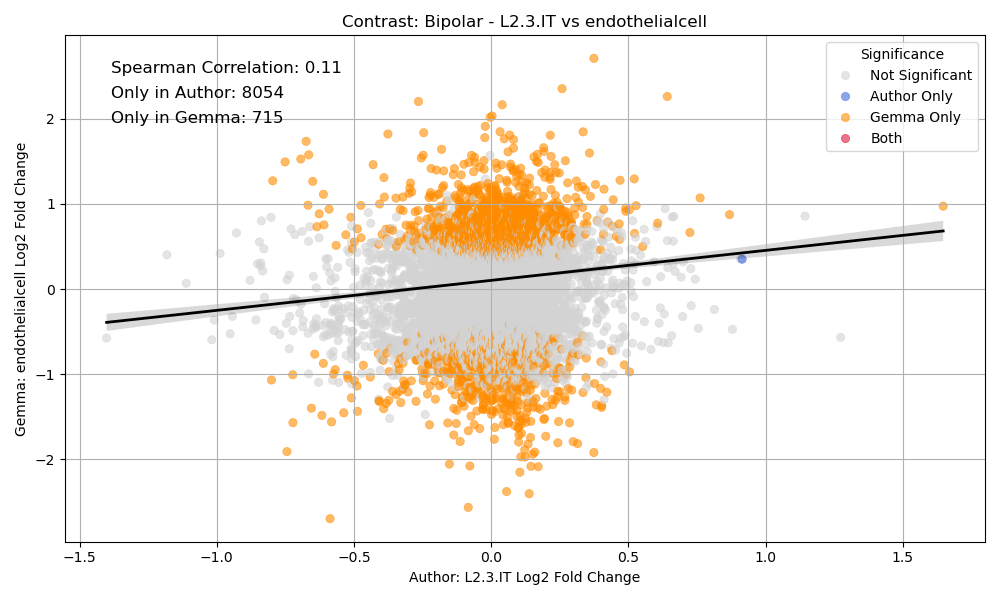 Contrast: Bipolar - L2.3.IT vs endothelialcell
Spearman Correlation: 0.11
Only in Author: 8054
Only in Gemma: 715
Significance
Not Significant
Author Only
Gemma Only
Both
Gemma: endothelialcell Log2 Fold Change
2
1
0
−1
−2
−1.5
−1.0
−0.5
0.0
0.5
1.0
1.5
Author: L2.3.IT Log2 Fold Change